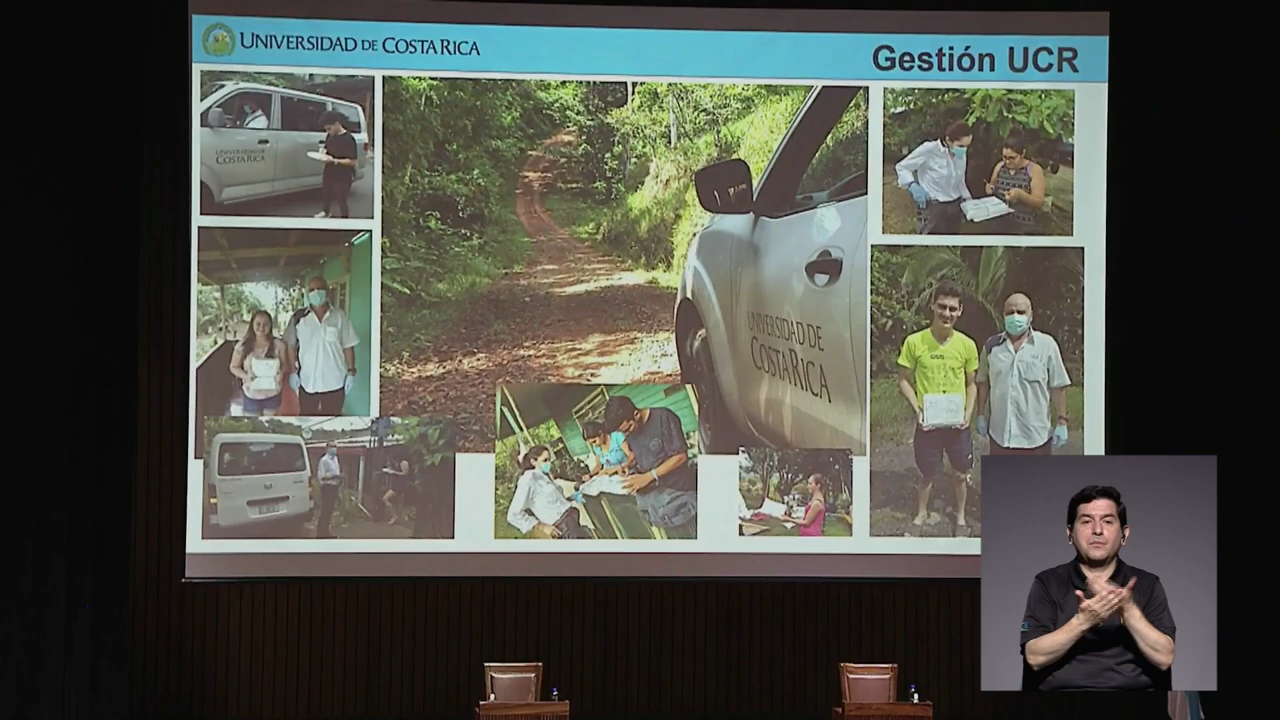 UNIVERSIDAD DE COSTA RICA
Gestión UCR
UNIVERSIDAD DE
COSTA RICA
UNIVERSIDAD DE
COSTA RICA